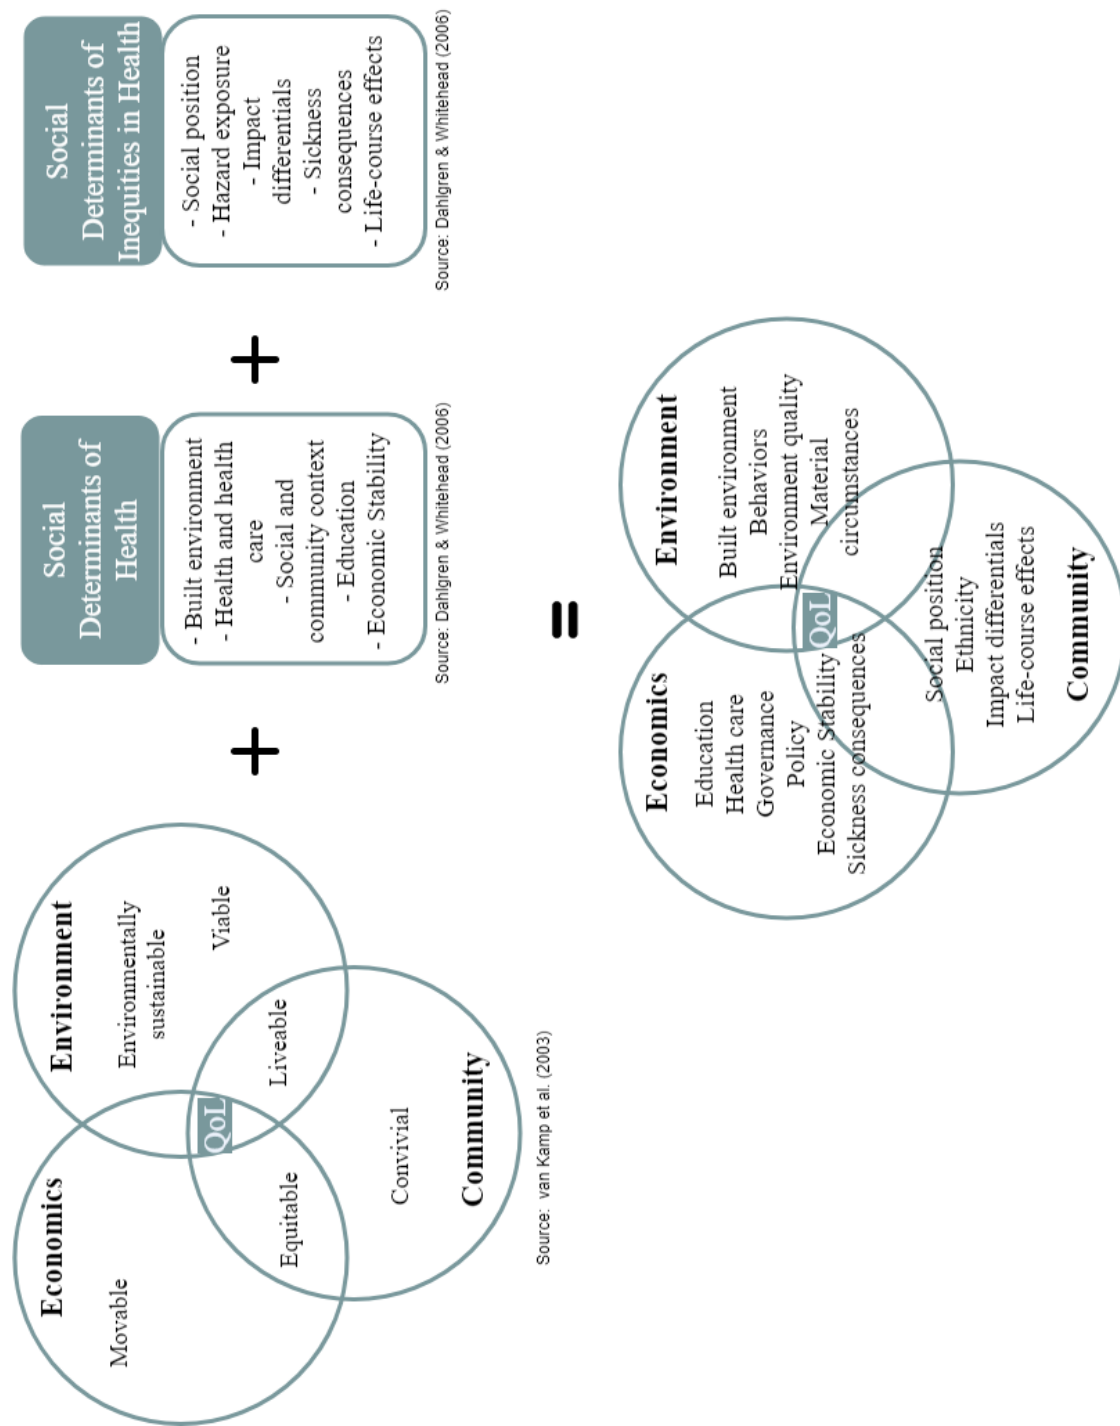 Economics
Movable
Environment
Environmentally
sustainable
Viable
QoL
Equitable
Liveable
Convivial
Community
Source: van Kamp et al. (2003)
+
Social
Determinants of
Health
- Built environment
- Health and health
care
- Social and
community context
- Education
- Economic Stability
Source: Dahlgren & Whitehead (2006)
+
Social
Determinants of
Inequities in Health
- Social position
- Hazard exposure
- Impact
differentials
- Sickness
consequences
- Life-course effects
Source: Dahlgren & Whitehead (2006)
=
Economics
Education
Health care
Governance
Policy
Economic Stability
Sickness consequences
Environment
Built environment
Behaviors
Environment quality
Material
circumstances
QoL
Social position
Ethnicity
Impact differentials
Life-course effects
Community